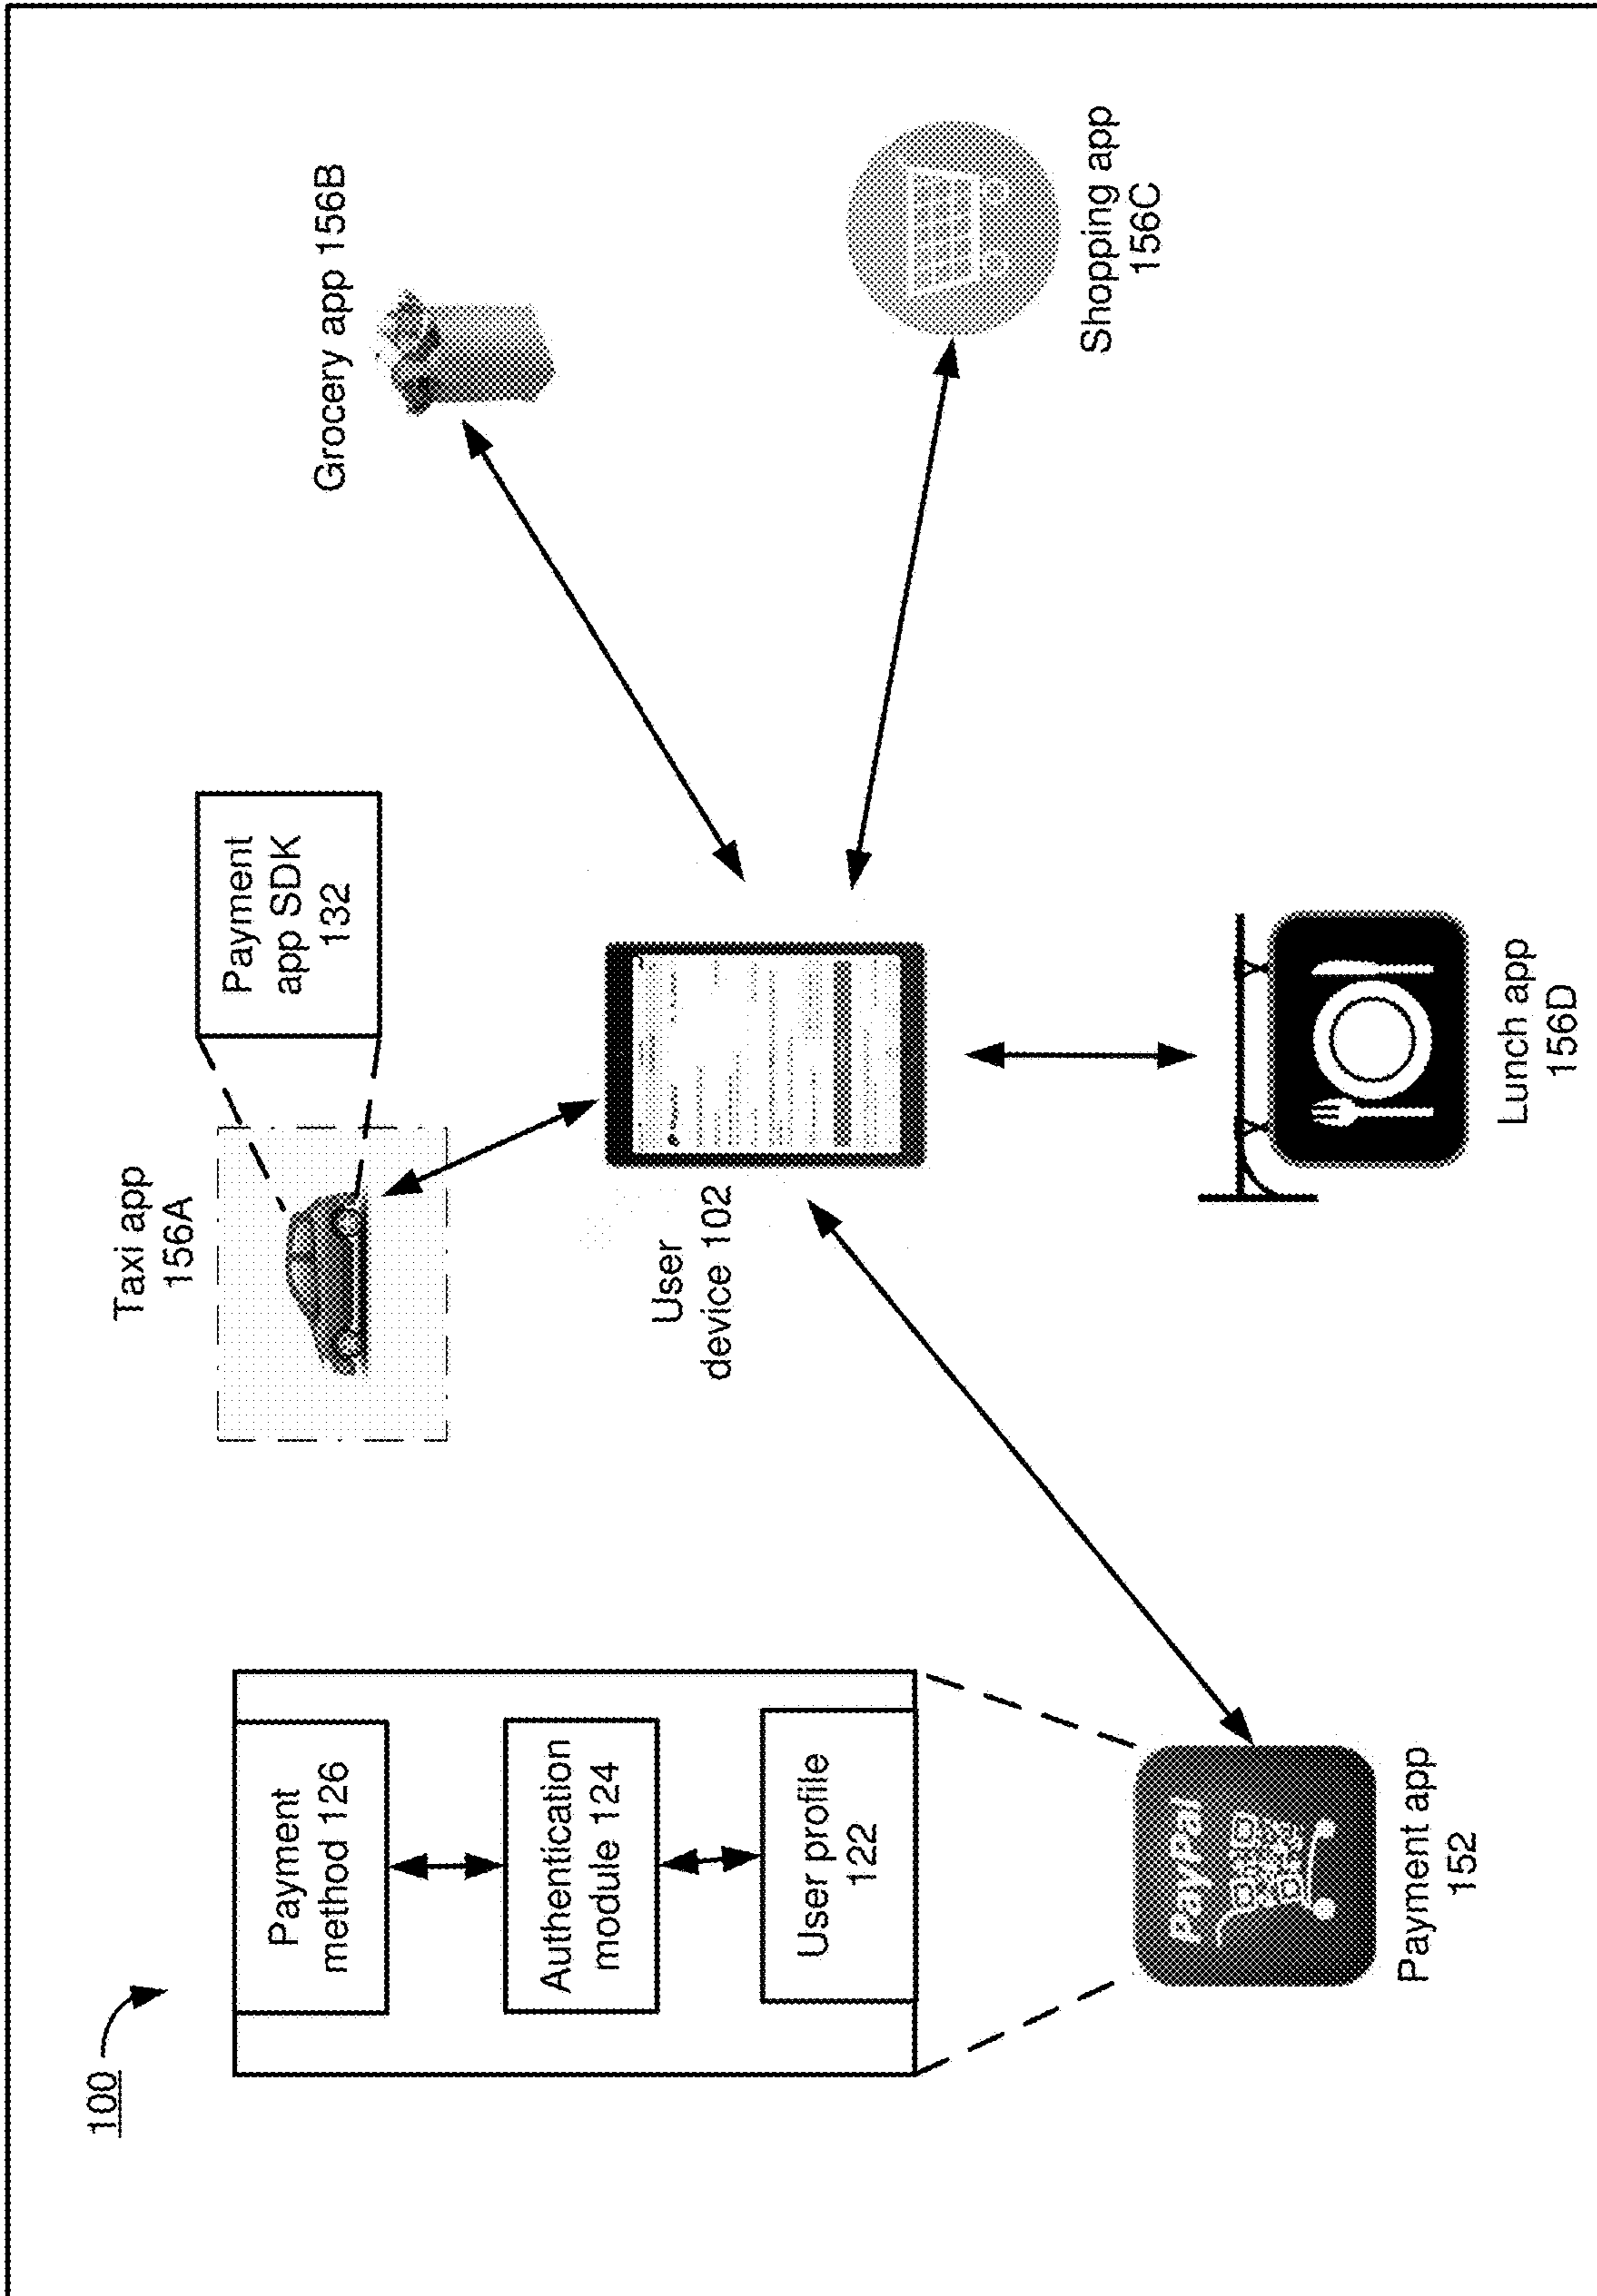 100
Payment
method 126
Authentication
module 124
User profile
122
PayPal
Payment app
152
Taxi app
156A
Payment
app SDK
132
User
device 102
Grocery app 156B
Shopping app
156C
Lunch app
156D